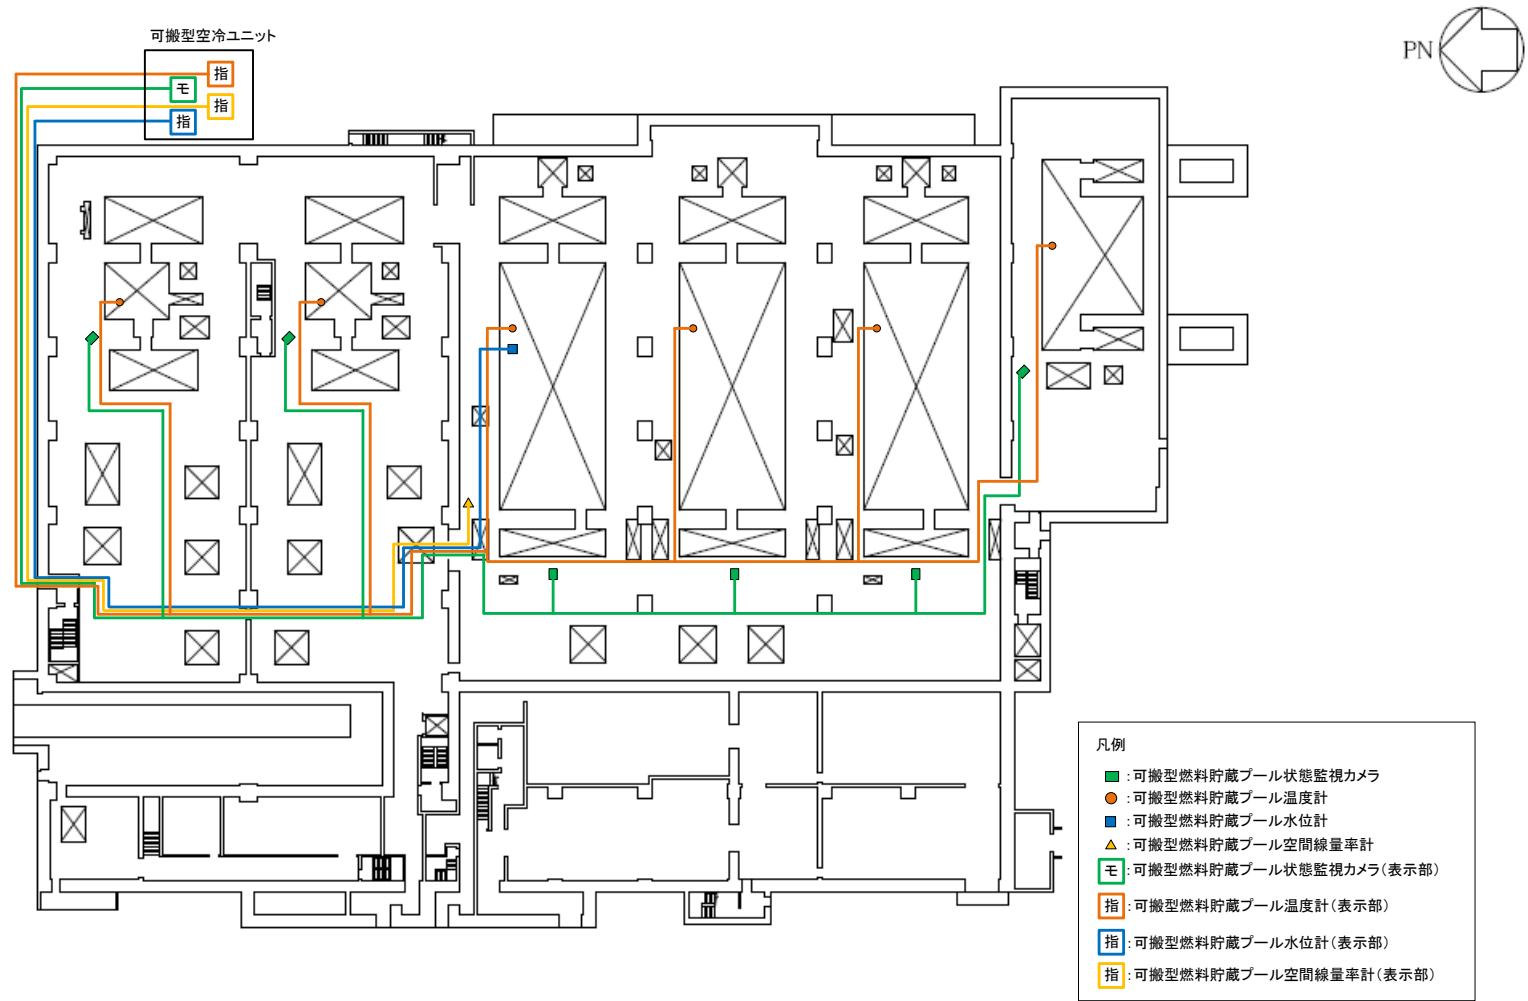 可搬型空冷ユニット
指
モ
指
指
PN
凡例
:可搬型燃料貯蔵プール状態監視カメラ
:可搬型燃料貯蔵プール温度計
:可搬型燃料貯蔵プール水位計
:可搬型燃料貯蔵プール空間線量率計
モ:可搬型燃料貯蔵プール状態監視カメラ(表示部)
指:可搬型燃料貯蔵プール温度計(表示部)
指:可搬型燃料貯蔵プール水位計(表示部)
指:可搬型燃料貯蔵プール空間線量率計(表示部)